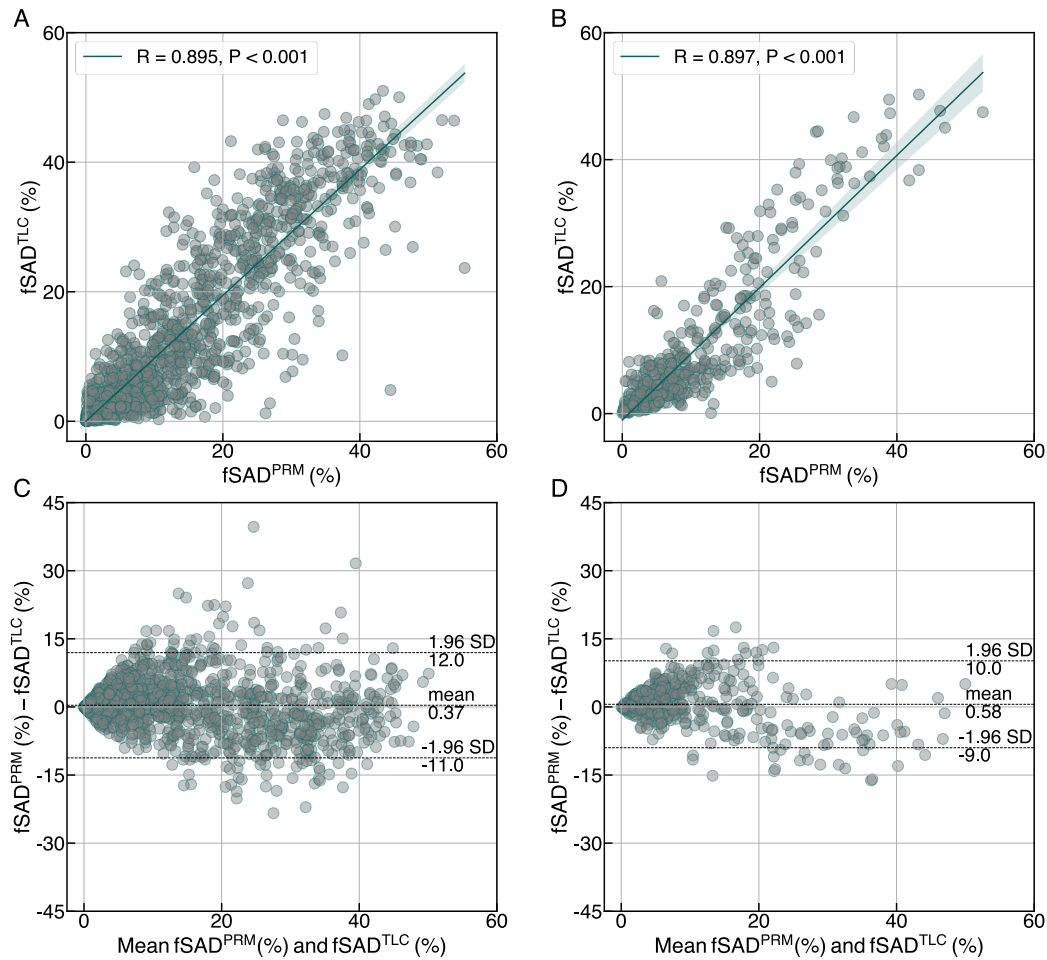 A
60
40
20
0
fSAD^TLC (%)
R = 0.895, P < 0.001
0
20
40
60
fSAD^PRM (%)
B
60
40
20
0
fSAD^TLC (%)
R = 0.897, P < 0.001
0
20
40
60
fSAD^PRM (%)
C
45
30
15
0
-15
-30
-45
fSAD^PRM (%) – fSAD^TLC (%)
1.96 SD
12.0
mean
0.37
-1.96 SD
-11.0
0
20
40
60
Mean fSAD^PRM(%) and fSAD^TLC (%)
D
45
30
15
0
-15
-30
-45
fSAD^PRM (%) – fSAD^TLC (%)
1.96 SD
10.0
mean
0.58
-1.96 SD
-9.0
0
20
40
60
Mean fSAD^PRM(%) and fSAD^TLC (%)